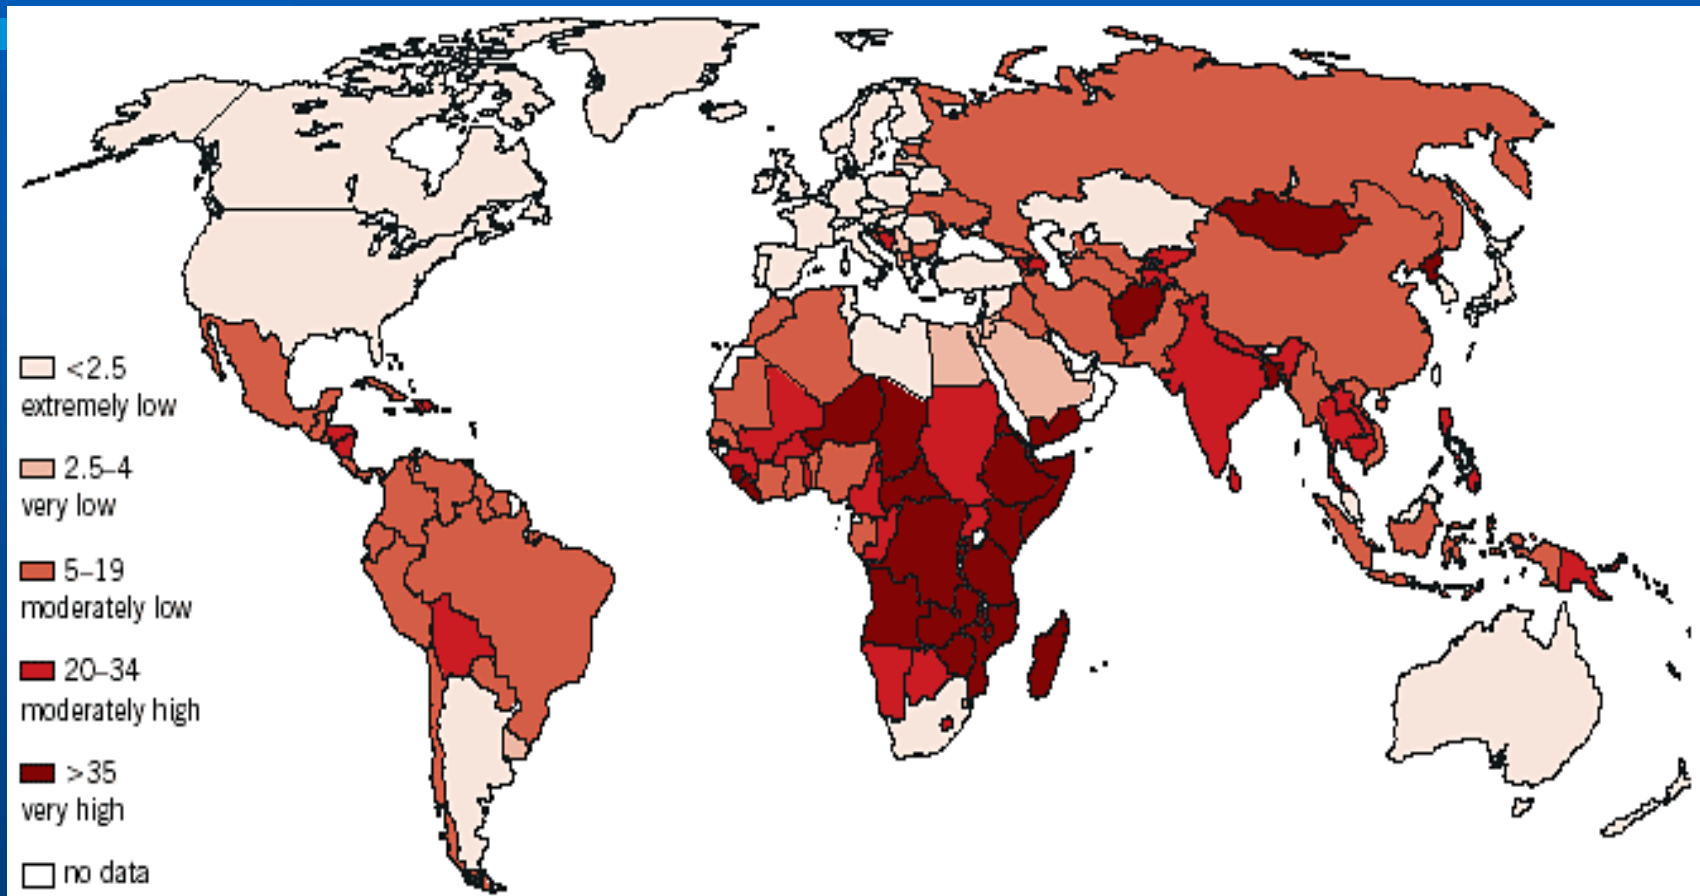 <2.5
extremely low
2.5–4
very low
5–19
moderately low
20–34
moderately high
>35
very high
no data